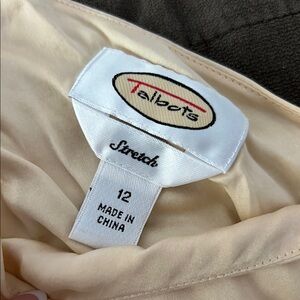 Talbots
Stretch
12
MADE IN
CHINA